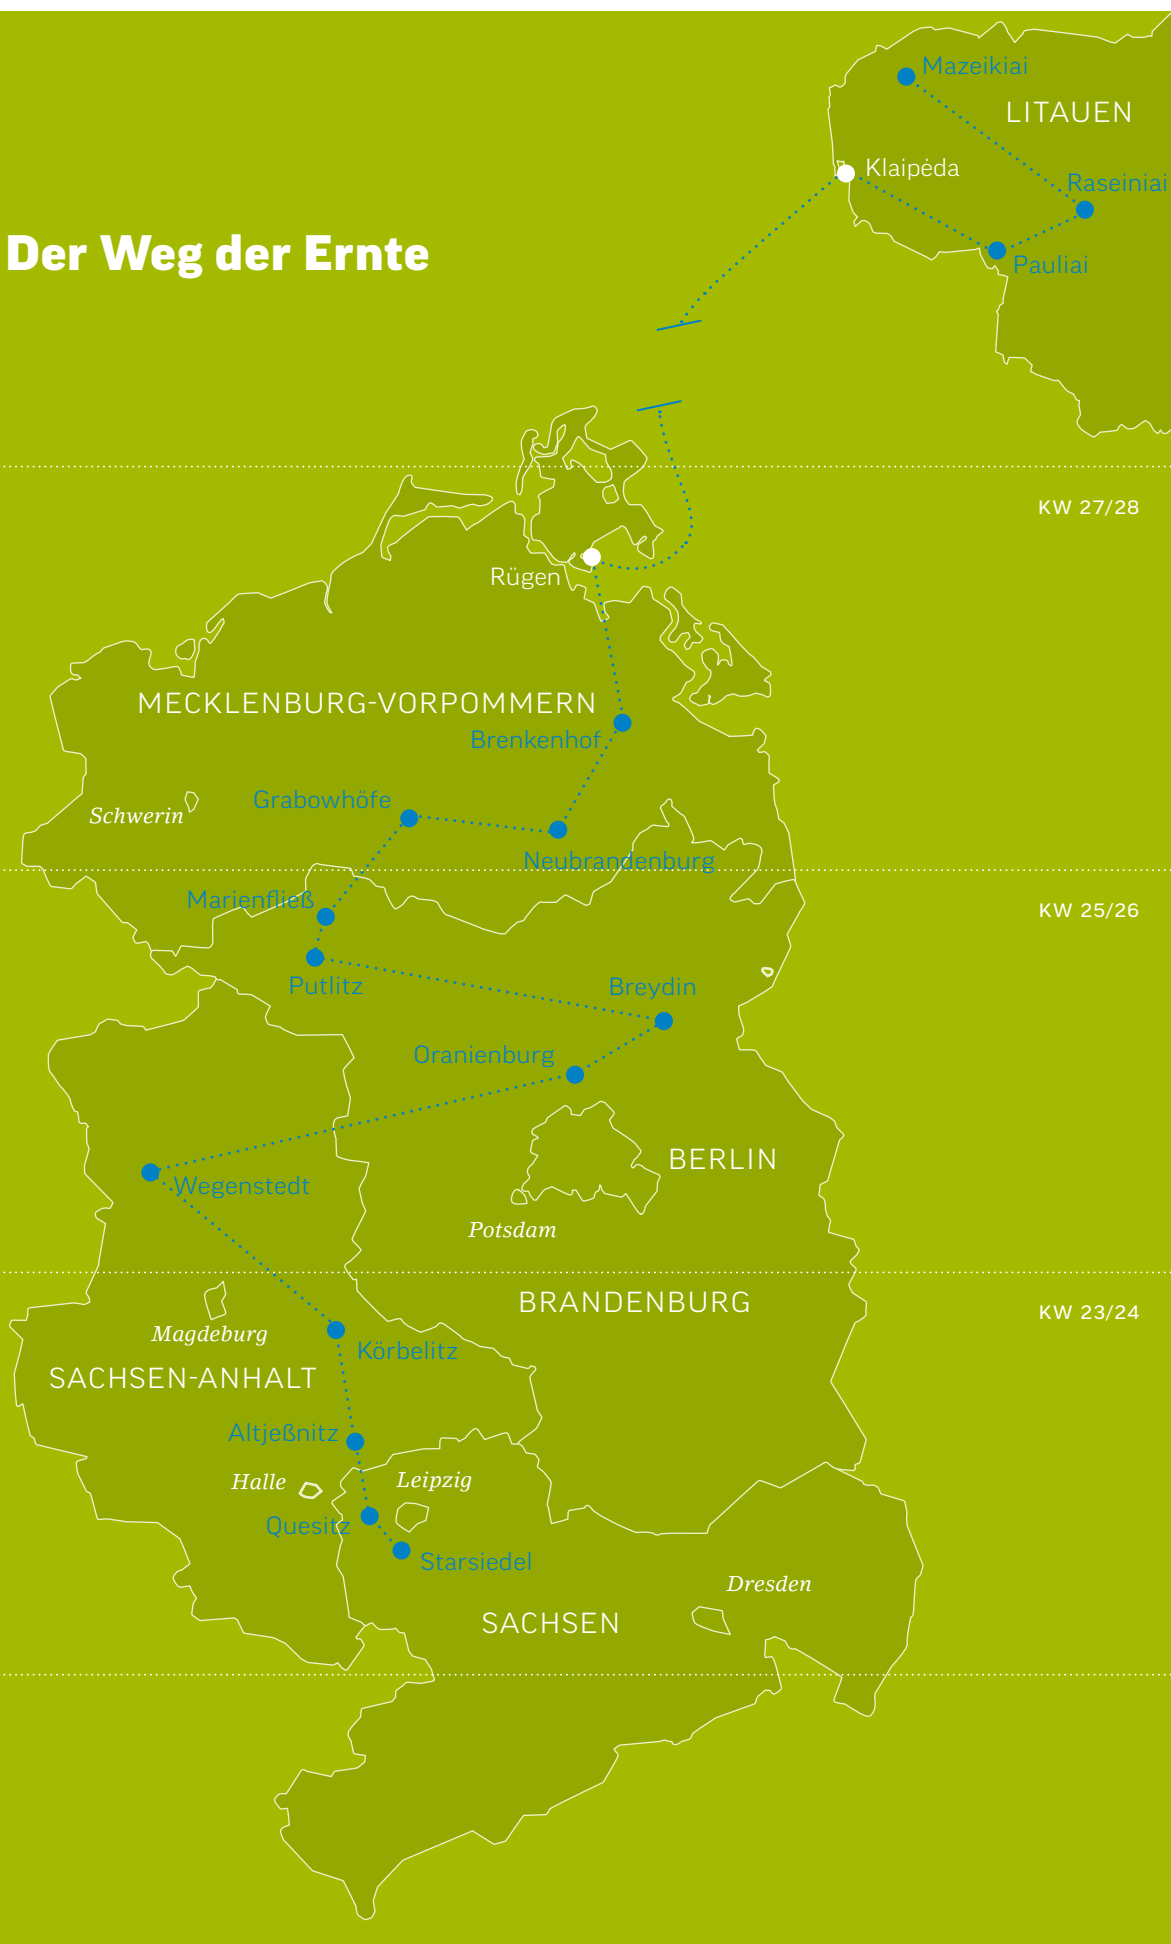 Mazeikiai
LITAUEN
Klaipėda
Raseiniai
Der Weg der Ernte
Pauliai
KW 27/28
Rügen
MECKLENBURG-VORPOMMERN
Brenkenhof
Grabowhöfe
Schwerin
Neubrandenburg
Marienfließ
KW 25/26
Putlitz
Breydin
Oranienburg
BERLIN
Wegenstedt
Potsdam
BRANDENBURG
KW 23/24
Magdeburg
Körbelitz
SACHSEN-ANHALT
Altjeßnitz
Halle
Leipzig
Quesitz
Starsiedel
Dresden
SACHSEN